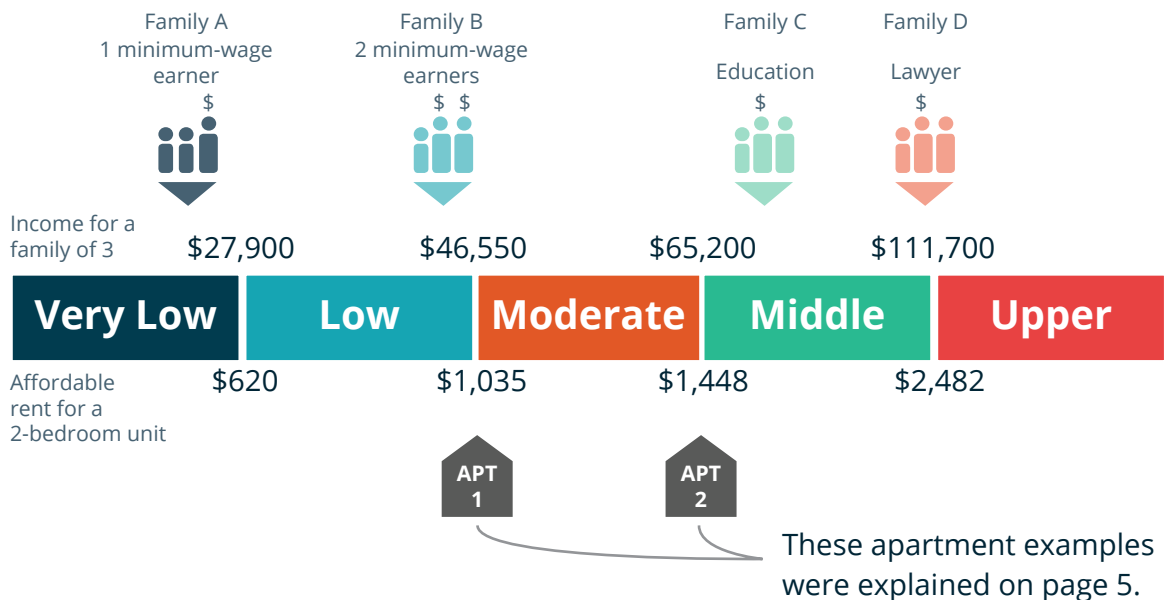 Family A
1 minimum-wage
earner
$
Family B
2 minimum-wage
earners
$ $
Family C
Education
$
Family D
Lawyer
$
Income for a
family of 3
$27,900
$46,550
$65,200
$111,700
Very Low
Low
Moderate
Middle
Upper
Affordable
rent for a
2-bedroom unit
$620
$1,035
$1,448
$2,482
APT
1
APT
2
These apartment examples
were explained on page 5.